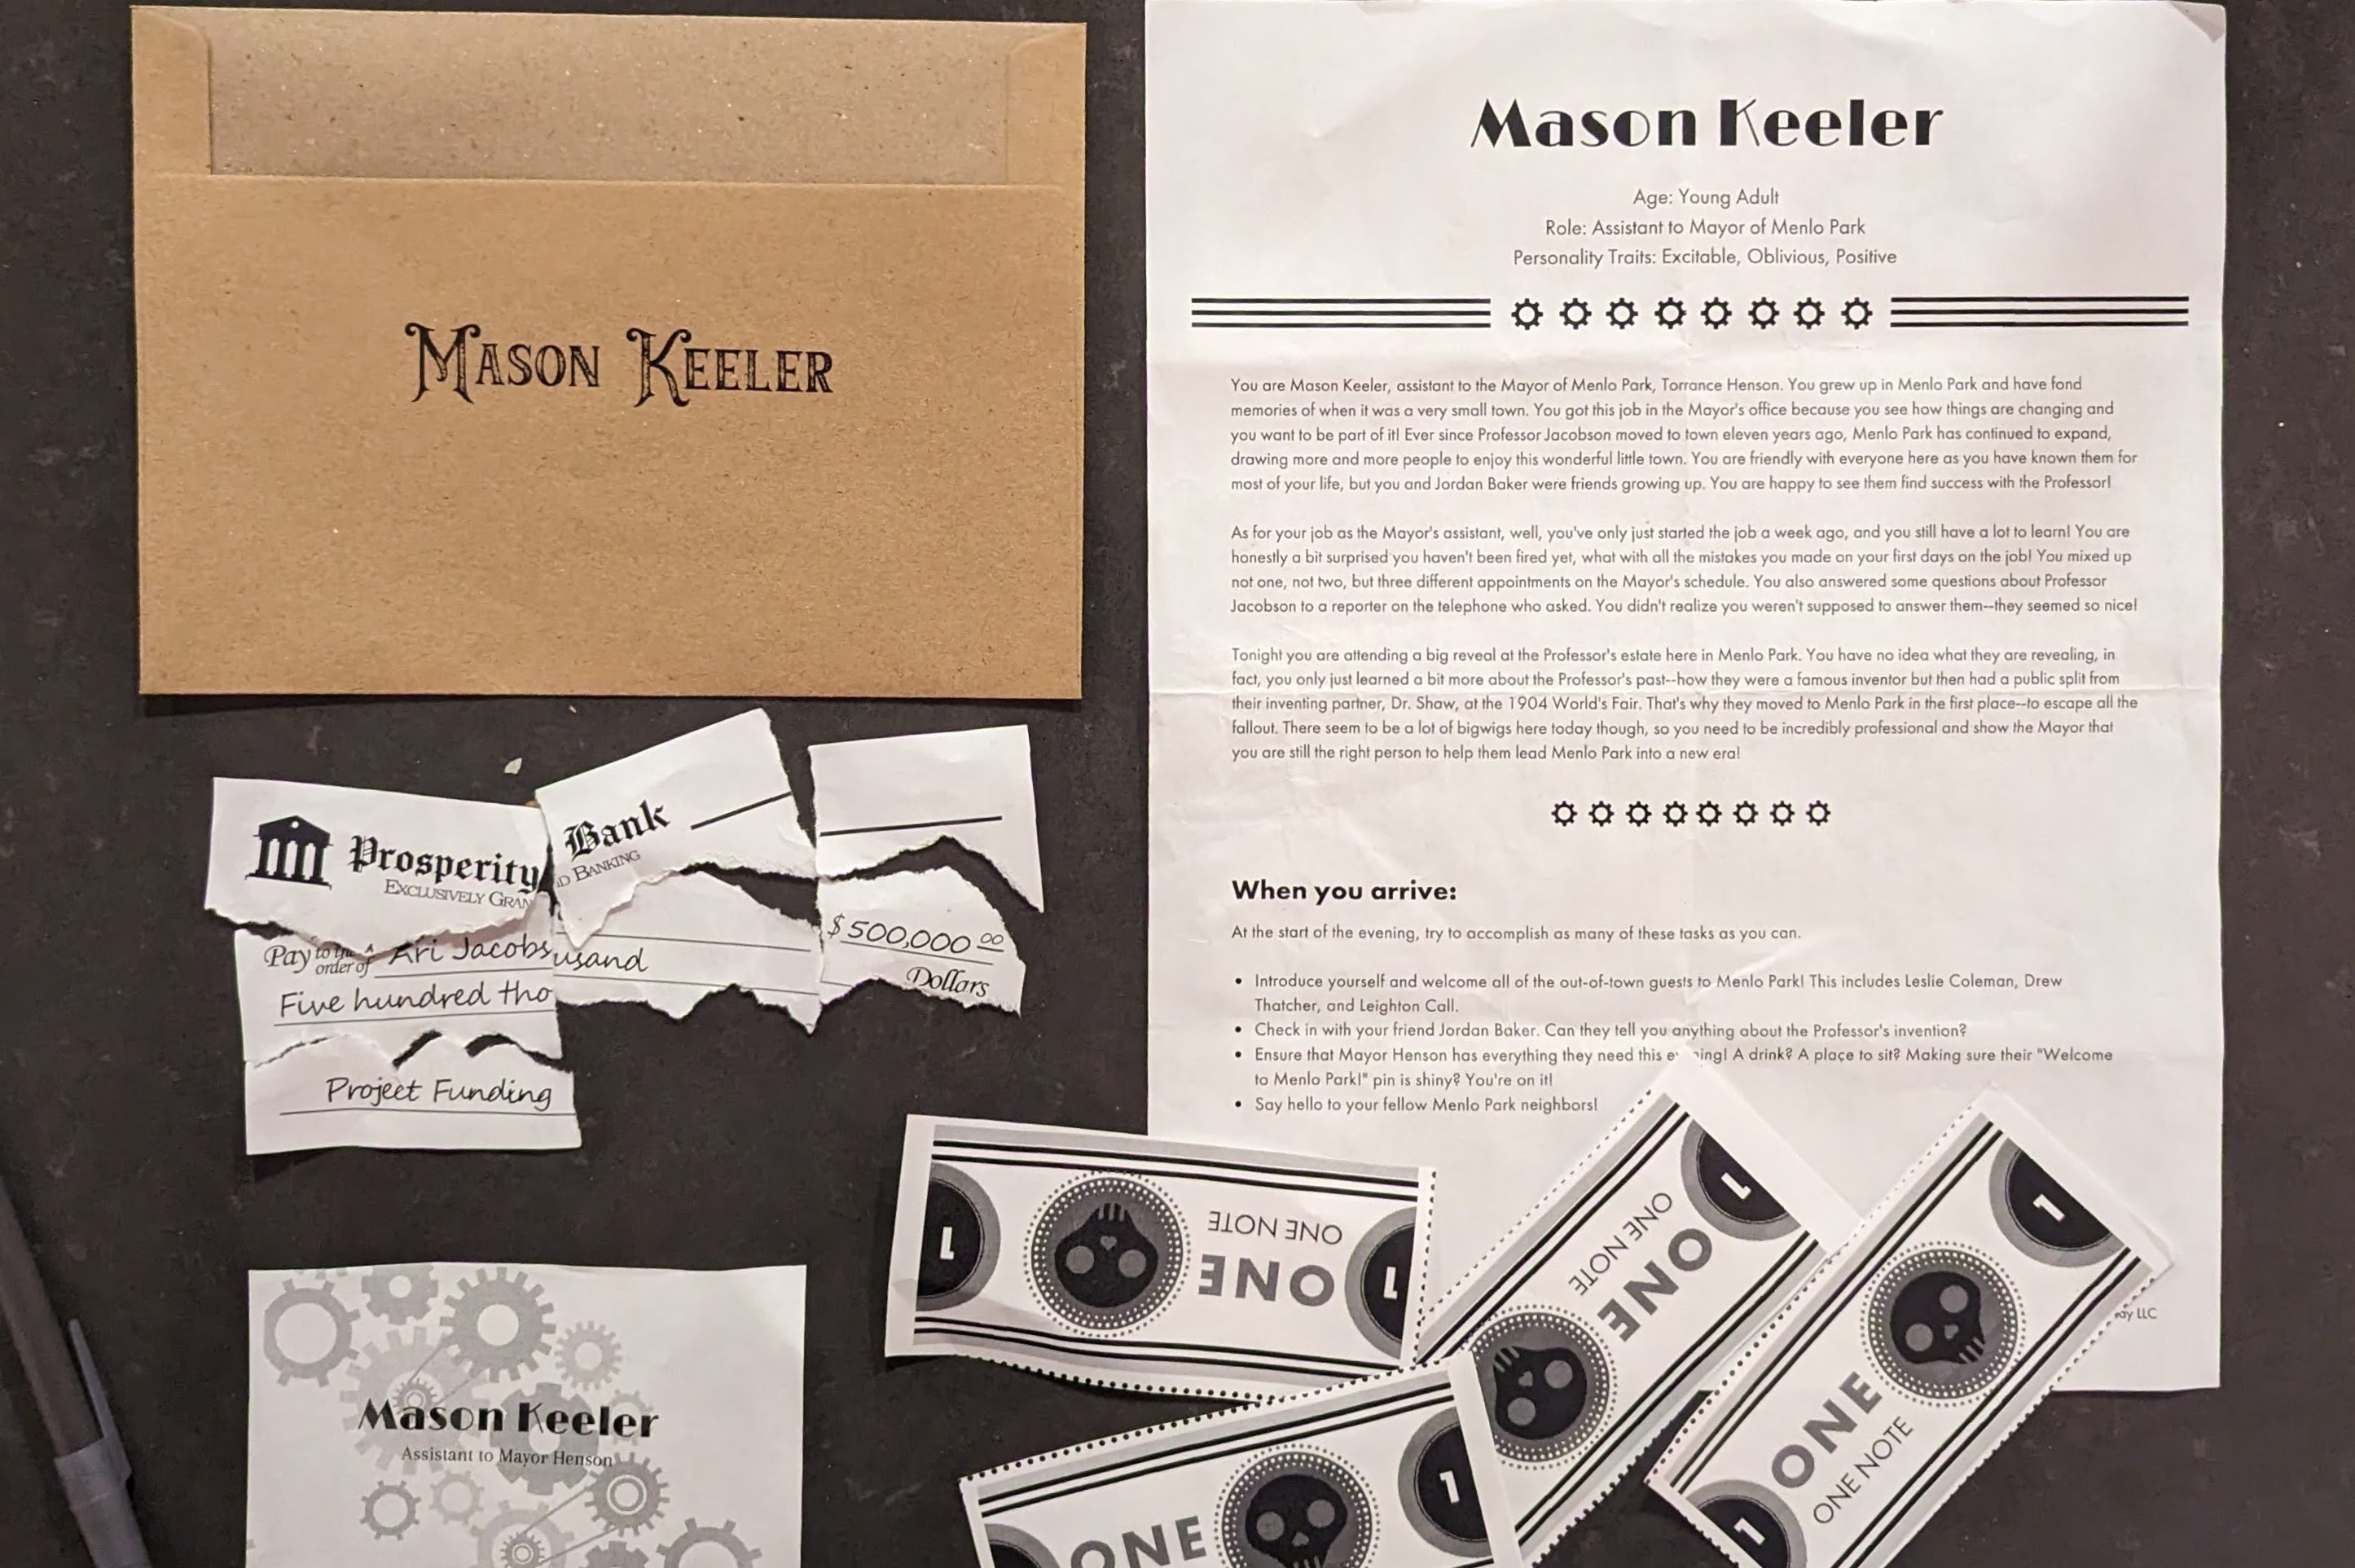 Mason Keeler
Mason Keeler
Age: Young Adult
Role: Assistant to Mayor of Menlo Park
Personality Traits: Excitable, Oblivious, Positive
You are Mason Keeler, assistant to the Mayor of Menlo Park, Torrance Henson. You grew up in Menlo Park and have fond
memories of when it was a very small town. You got this job in the Mayor's office because you see how things are changing and
you want to be part of it! Ever since Professor Jacobson moved to town eleven years ago, Menlo Park has continued to expand,
drawing more and more people to enjoy this wonderful little town. You are friendly with everyone here as you have known them for
most of your life, but you and Jordan Baker were friends growing up. You are happy to see them find success with the Professor!
As for your job as the Mayor's assistant, well, you've only just started the job a week ago, and you still have a lot to learn! You are
honestly a bit surprised you haven't been fired yet, what with all the mistakes you made on your first days on the job! You mixed up
not one, not two, but three different appointments on the Mayor's schedule. You also answered some questions about Professor
Jacobson to a reporter on the telephone who asked. You didn't realize you weren't supposed to answer them--they seemed so nice!
Tonight you are attending a big reveal at the Professor's estate here in Menlo Park. You have no idea what they are revealing, in
fact, you only just learned a bit more about the Professor's past--how they were a famous inventor but then had a public split from
their inventing partner, Dr. Shaw, at the 1904 World's Fair. That's why they moved to Menlo Park in the first place--to escape all the
fallout. There seem to be a lot of bigwigs here today though, so you need to be incredibly professional and show the Mayor that
you are still the right person to help them lead Menlo Park into a new era!
When you arrive:
At the start of the evening, try to accomplish as many of these tasks as you can.
• Introduce yourself and welcome all of the out-of-town guests to Menlo Park! This includes Leslie Coleman, Drew
Thatcher, and Leighton Call.
• Check in with your friend Jordan Baker. Can they tell you anything about the Professor's invention?
• Ensure that Mayor Henson has everything they need this e ing! A drink? A place to sit? Making sure their "Welcome
to Menlo Park!" pin is shiny? You're on it!
• Say hello to your fellow Menlo Park neighbors!
LLC
Prosperity Bank
Exclusively Gran d Banking
Pay to the order of Ari Jacobs
$500,000 00
Five hundred thousand
Dollars
Project Funding
Mason Keeler
Assistant to Mayor Henson
1
ONE
ONE NOTE
1
1
ONE
ONE NOTE
1
ONE
ONE NOTE
1
1
ONE